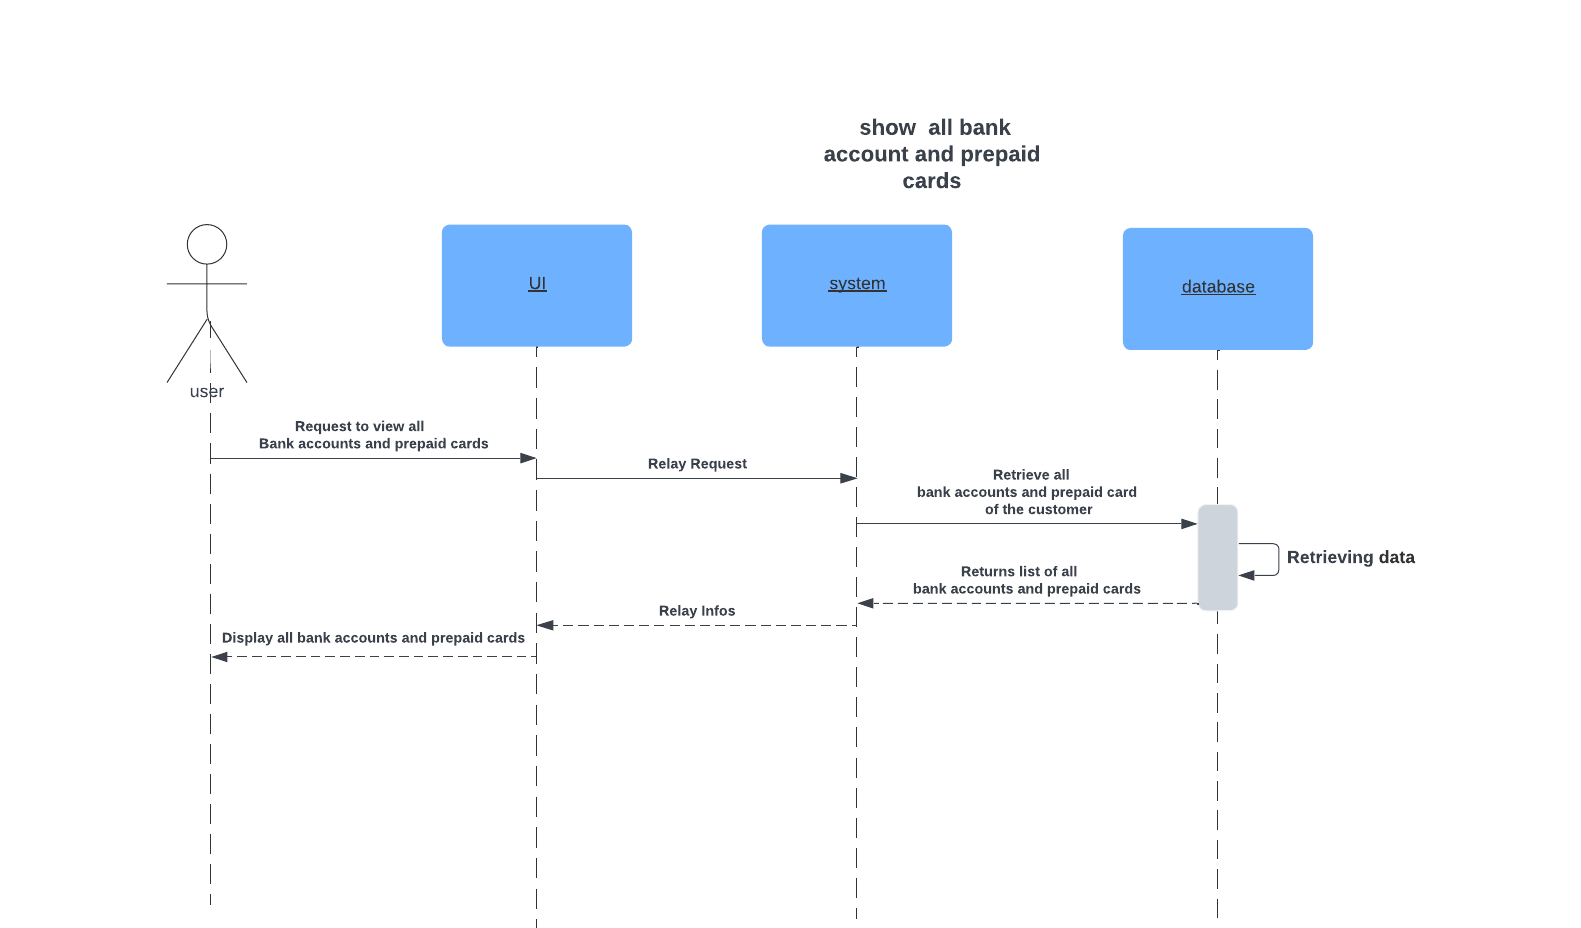 show  all bank
account and prepaid
cards
UI
system
database
user
Request to view all
Bank accounts and prepaid cards
Relay Request
Retrieve all
bank accounts and prepaid card
of the customer
Retrieving data
Returns list of all
bank accounts and prepaid cards
Relay Infos
Display all bank accounts and prepaid cards